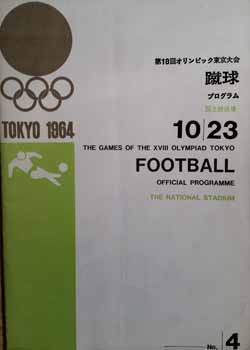 第18回オリンピック東京大会
蹴球
プログラム
国立競技場
TOKYO 1964
10/23
THE GAMES OF THE XVIII OLYMPIAD TOKYO
FOOTBALL
OFFICIAL PROGRAMME
THE NATIONAL STADIUM
No. 4